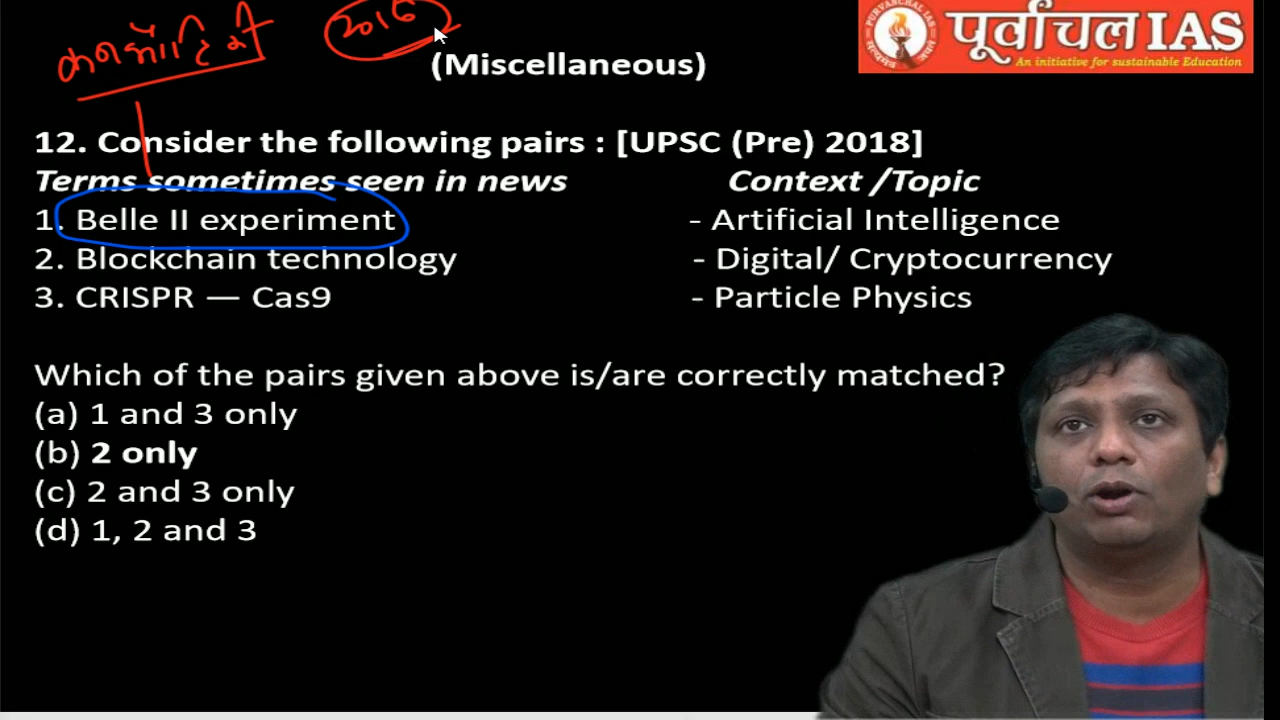 2016
PURVANCHAL IAS
पूर्वांचल IAS
An initiative for sustainable Education
(Miscellaneous)
12. Consider the following pairs : [UPSC (Pre) 2018]
Terms sometimes seen in news Context /Topic
1. Belle II experiment - Artificial Intelligence
2. Blockchain technology - Digital/ Cryptocurrency
3. CRISPR — Cas9 - Particle Physics
Which of the pairs given above is/are correctly matched?
(a) 1 and 3 only
(b) 2 only
(c) 2 and 3 only
(d) 1, 2 and 3